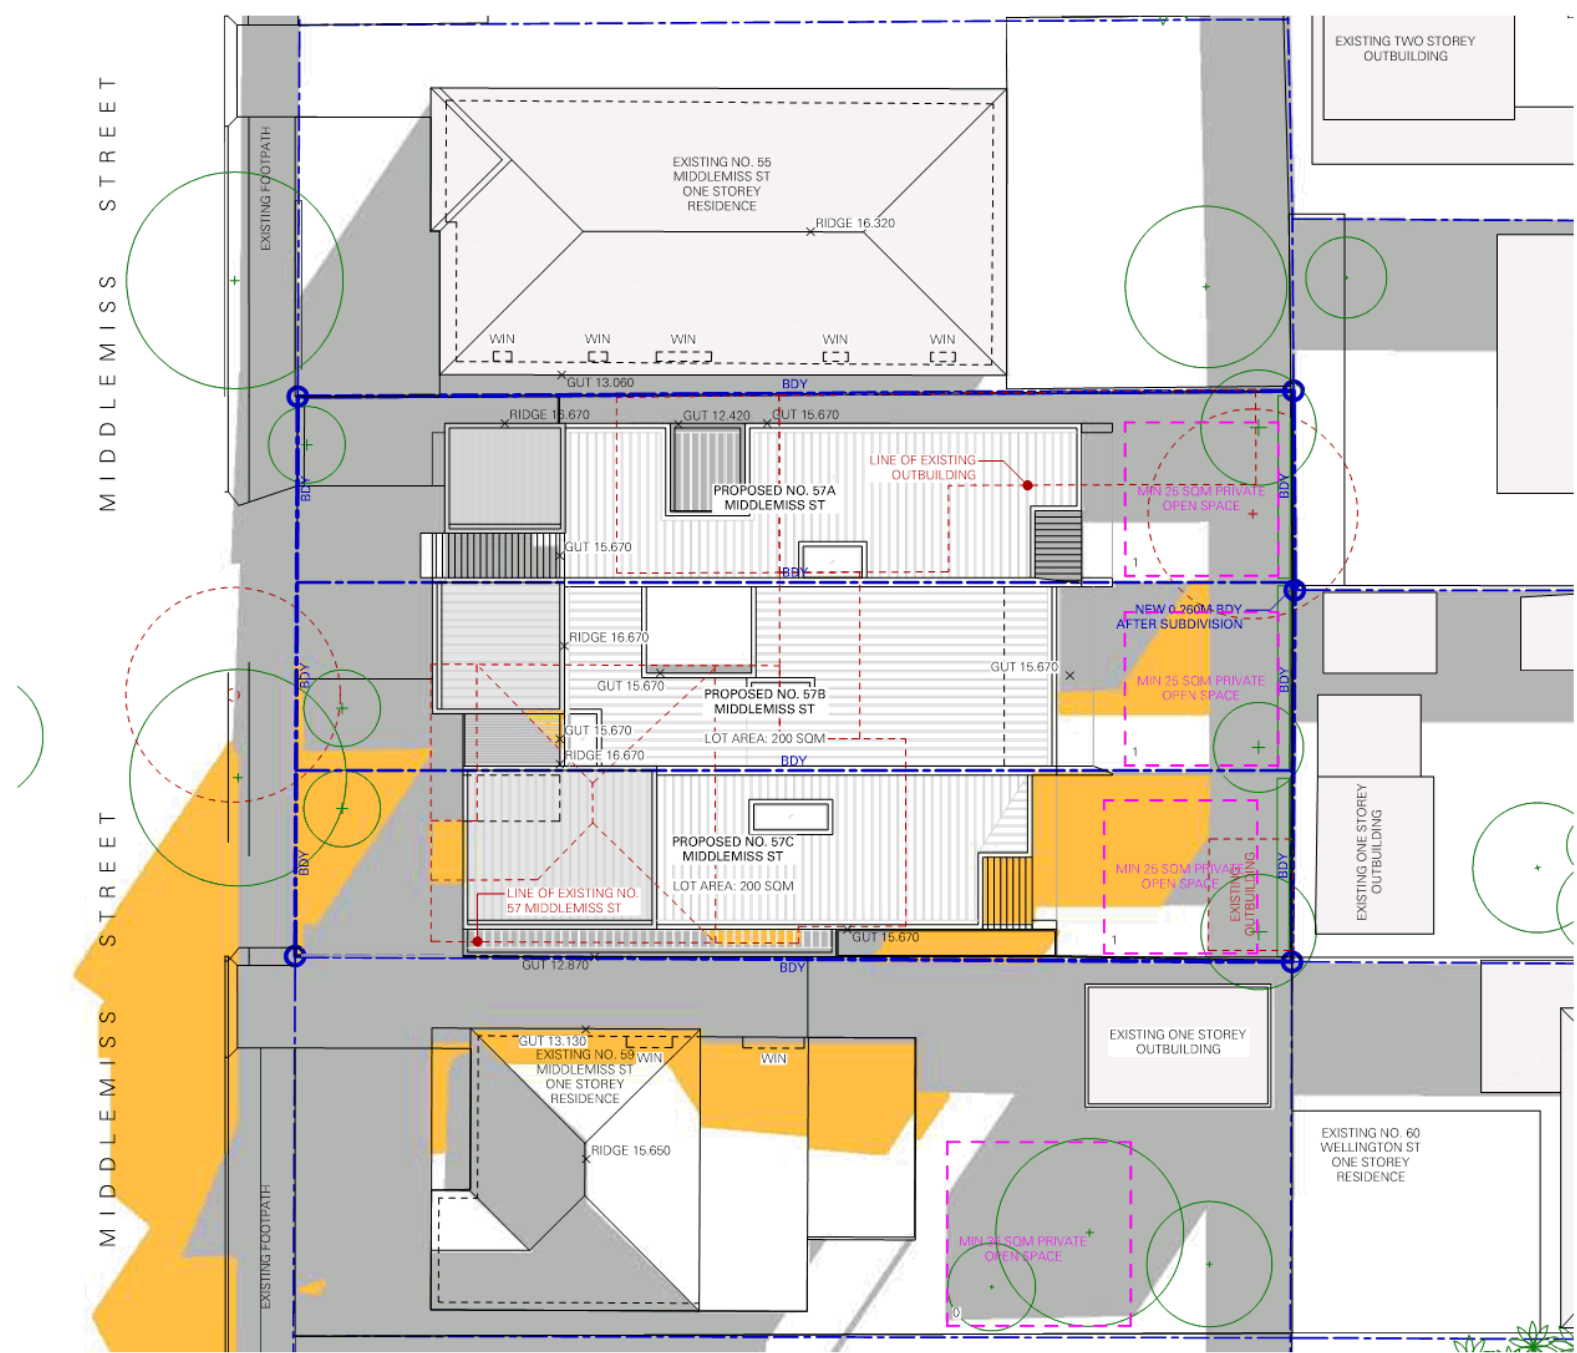 MIDDLEMISS STREET
MIDDLEMISS STREET
EXISTING FOOTPATH
EXISTING TWO STOREY
OUTBUILDING
EXISTING NO. 55
MIDDLEMISS ST
ONE STOREY
RESIDENCE
RIDGE 16.320
WIN
WIN
WIN
WIN
WIN
GUT 13.060
BDY
RIDGE 16.670
GUT 12.420
GUT 15.670
LINE OF EXISTING
OUTBUILDING
PROPOSED NO. 57A
MIDDLEMISS ST
MIN 25 SQM PRIVATE
OPEN SPACE
BDY
BDY
GUT 15.670
1
BDY
NEW 0.260M BDY
AFTER SUBDIVISION
RIDGE 16.670
GUT 15.670
GUT 15.670
PROPOSED NO. 57B
MIDDLEMISS ST
MIN 25 SQM PRIVATE
OPEN SPACE
BDY
BDY
GUT 15.670
LOT AREA: 200 SQM
RIDGE 16.670
1
BDY
PROPOSED NO. 57C
MIDDLEMISS ST
LOT AREA: 200 SQM
MIN 25 SQM PRIVATE
OPEN SPACE
BDY
BDY
EXISTING
OUTBUILDING
EXISTING ONE STOREY
OUTBUILDING
LINE OF EXISTING NO.
57 MIDDLEMISS ST
GUT 15.670
1
GUT 12.870
BDY
GUT 13.130
EXISTING NO. 59
MIDDLEMISS ST
ONE STOREY
RESIDENCE
WIN
WIN
RIDGE 15.650
EXISTING ONE STOREY
OUTBUILDING
EXISTING NO. 60
WELLINGTON ST
ONE STOREY
RESIDENCE
EXISTING FOOTPATH
MIN 25 SQM PRIVATE
OPEN SPACE
0